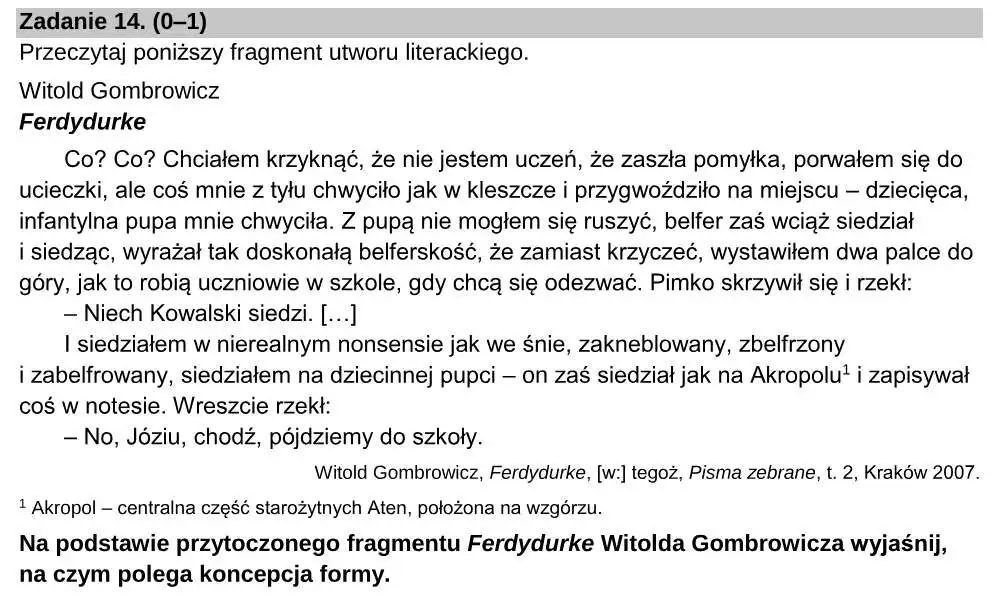 Zadanie 14. (0–1)
Przeczytaj poniższy fragment utworu literackiego.
Witold Gombrowicz
Ferdydurke
Co? Co? Chciałem krzyknąć, że nie jestem uczeń, że zaszła pomyłka, porwałem się do
ucieczki, ale coś mnie z tyłu chwyciło jak w kleszcze i przygwoździło na miejscu – dziecięca,
infantylna pupa mnie chwyciła. Z pupą nie mogłem się ruszyć, belfer zaś wciąż siedział
i siedząc, wyrażał tak doskonałą belferskość, że zamiast krzyczeć, wystawiłem dwa palce do
góry, jak to robią uczniowie w szkole, gdy chcą się odezwać. Pimko skrzywił się i rzekł:
– Niech Kowalski siedzi. […]
I siedziałem w nierealnym nonsensie jak we śnie, zakneblowany, zbelfrzony
i zabelfrowany, siedziałem na dziecinnej pupci – on zaś siedział jak na Akropolu¹ i zapisywał
coś w notesie. Wreszcie rzekł:
– No, Józiu, chodź, pójdziemy do szkoły.
Witold Gombrowicz, Ferdydurke, [w:] tegoż, Pisma zebrane, t. 2, Kraków 2007.
¹ Akropol – centralna część starożytnych Aten, położona na wzgórzu.
Na podstawie przytoczonego fragmentu Ferdydurke Witolda Gombrowicza wyjaśnij,
na czym polega koncepcja formy.